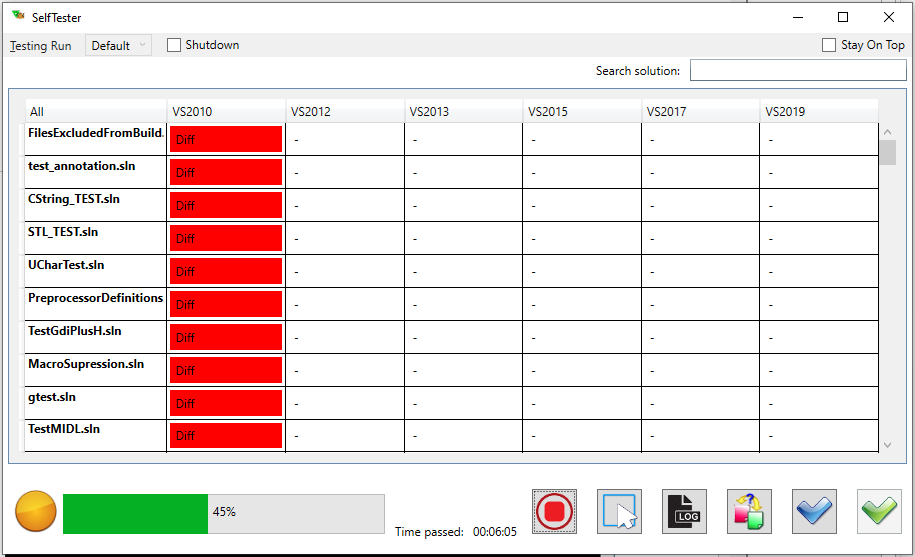 SelfTester
Testing Run Default Shutdown Stay On Top
Search solution:
All VS2010 VS2012 VS2013 VS2015 VS2017 VS2019
FilesExcludedFromBuild. Diff - - - - -
test_annotation.sln Diff - - - - -
CString_TEST.sln Diff - - - - -
STL_TEST.sln Diff - - - - -
UCharTest.sln Diff - - - - -
PreprocessorDefinitions Diff - - - - -
TestGdiPlusH.sln Diff - - - - -
MacroSupression.sln Diff - - - - -
gtest.sln Diff - - - - -
TestMIDL.sln Diff - - - - -
45% Time passed: 00:06:05 LOG ?